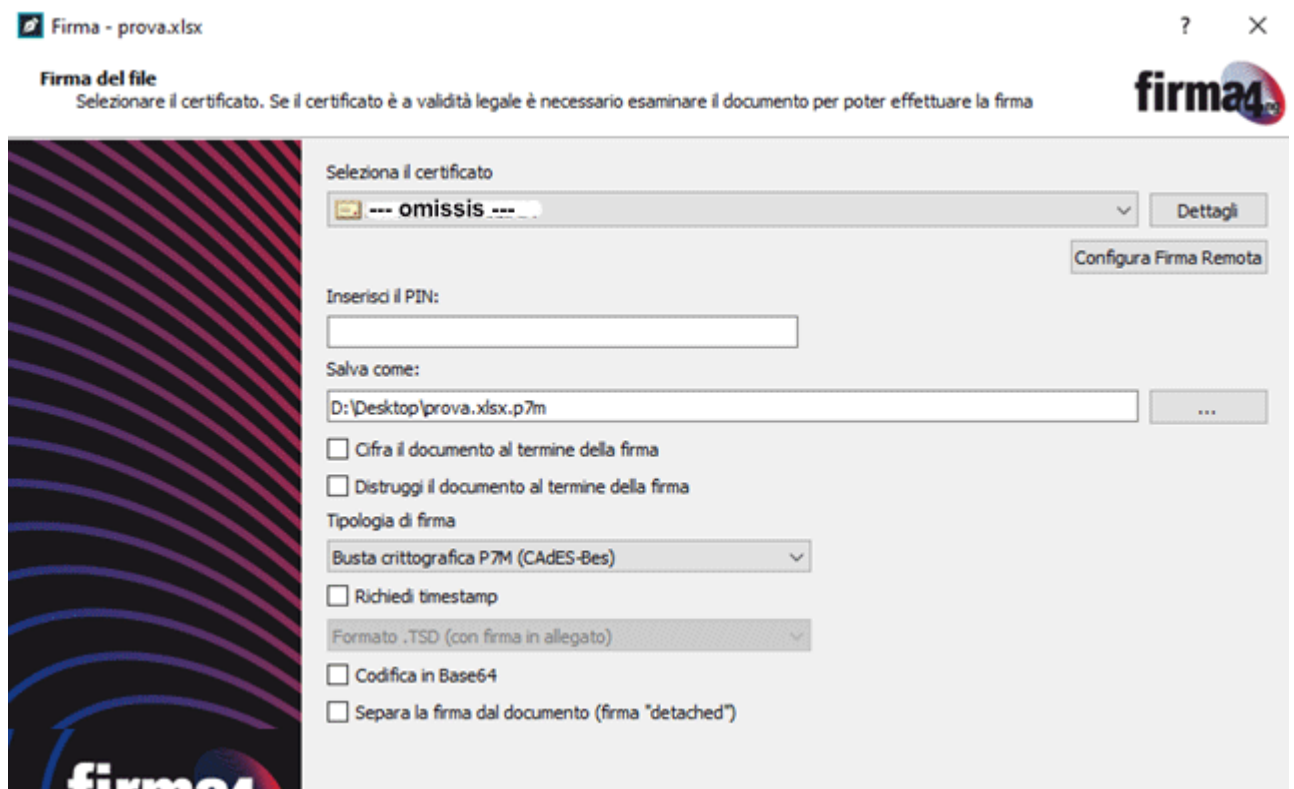 Firma - prova.xlsx
?
Firma del file
Selezionare il certificato. Se il certificato è a validità legale è necessario esaminare il documento per poter effettuare la firma
firma4ng
Seleziona il certificato
--- omissis ---
Dettagli
Configura Firma Remota
Inserisci il PIN:
Salva come:
D:\Desktop\prova.xlsx.p7m
...
Cifra il documento al termine della firma
Distruggi il documento al termine della firma
Tipologia di firma
Busta crittografica P7M (CAdES-Bes)
Richiedi timestamp
Formato .TSD (con firma in allegato)
Codifica in Base64
Separa la firma dal documento (firma "detached")
firma4